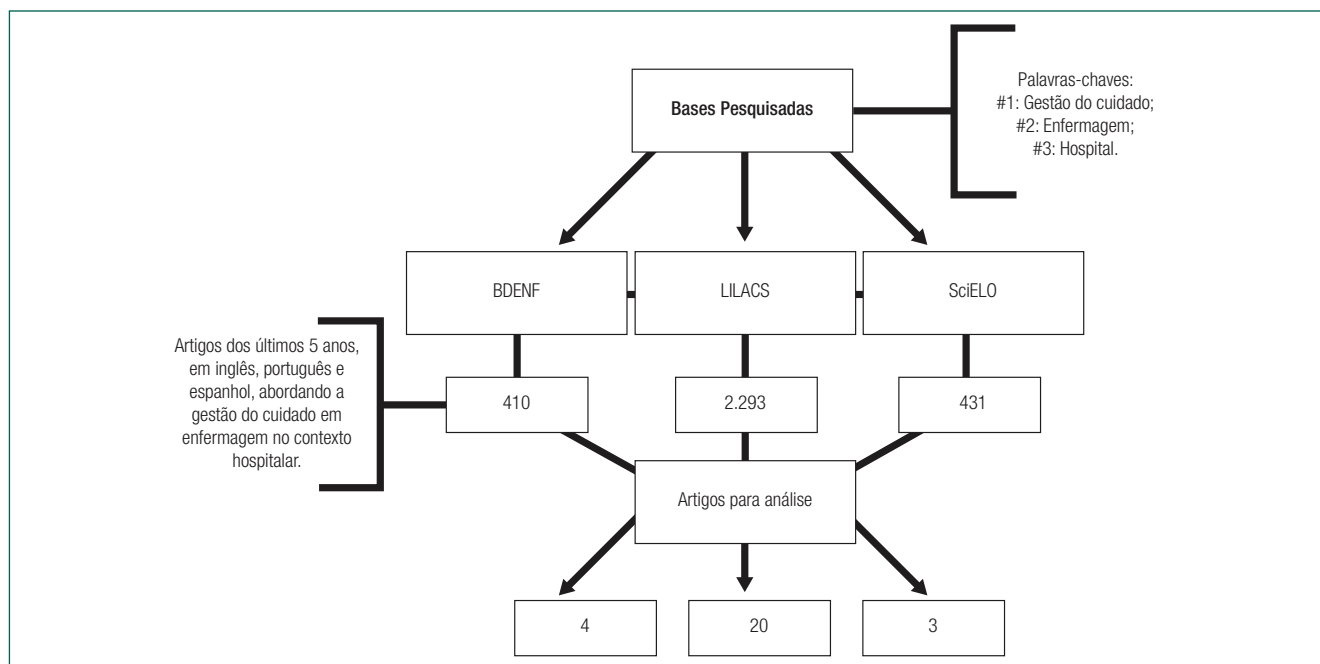 Bases Pesquisadas
Palavras-chaves:
#1: Gestão do cuidado;
#2: Enfermagem;
#3: Hospital.
BDENF
LILACS
SciELO
Artigos dos últimos 5 anos,
em inglês, português e
espanhol, abordando a
gestão do cuidado em
enfermagem no contexto
hospitalar.
410
2.293
431
Artigos para análise
4
20
3